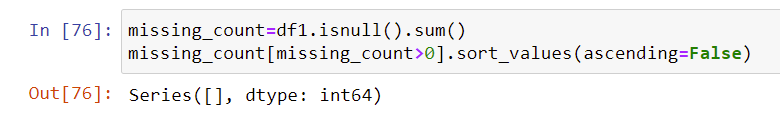 In [76]: missing_count=df1.isnull().sum()
missing_count[missing_count>0].sort_values(ascending=False)
Out[76]: Series([], dtype: int64)